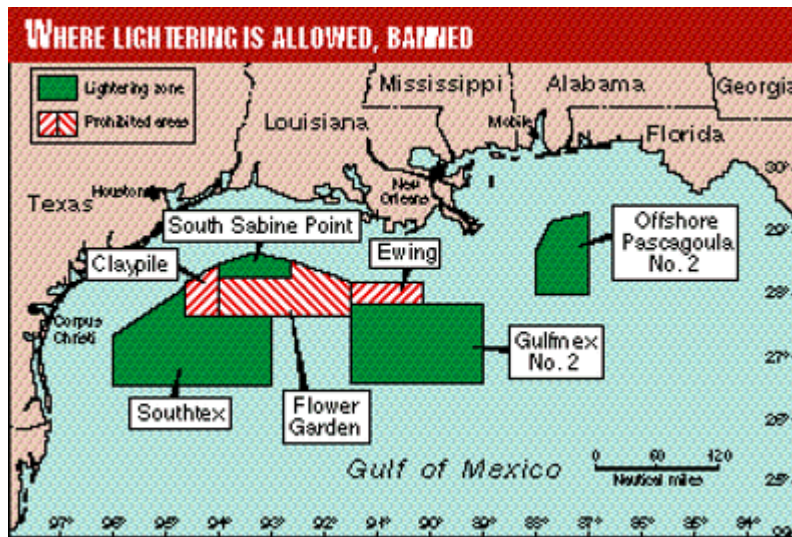 WHERE LIGHTERING IS ALLOWED, BANNED
Lightering zone
Prohibited areas
Mississippi
Alabama
Georgia
Louisiana
Mobile
Florida
Texas
Houston
New
Orleans
30°
South Sabine Point
Offshore
Pascagoula
No. 2
29°
Claypile
Ewing
28°
Corpus
Christi
Gulfmex
No. 2
27°
Southtex
Flower
Garden
26°
Gulf of Mexico
0 60 120
Nautical miles
25°
97° 96° 95° 94° 93° 92° 91° 90° 89° 88° 87° 86° 85° 84°